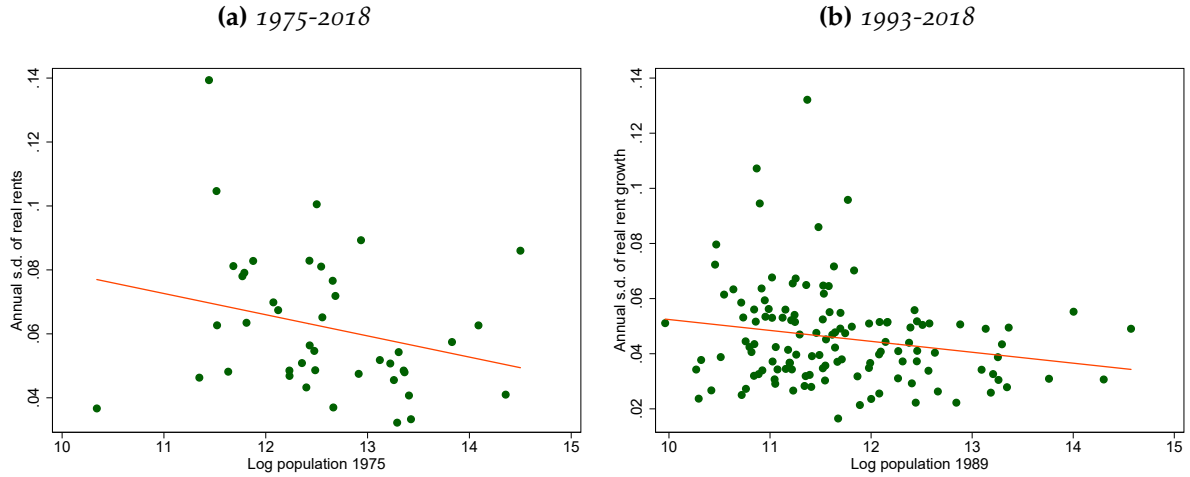 (a) 1975-2018
Annual s.d. of real rents
.14
.12
.1
.08
.06
.04
10 11 12 13 14 15
Log population 1975
(b) 1993-2018
Annual s.d. of real rent growth
.14
.12
.1
.08
.06
.04
.02
10 11 12 13 14 15
Log population 1989